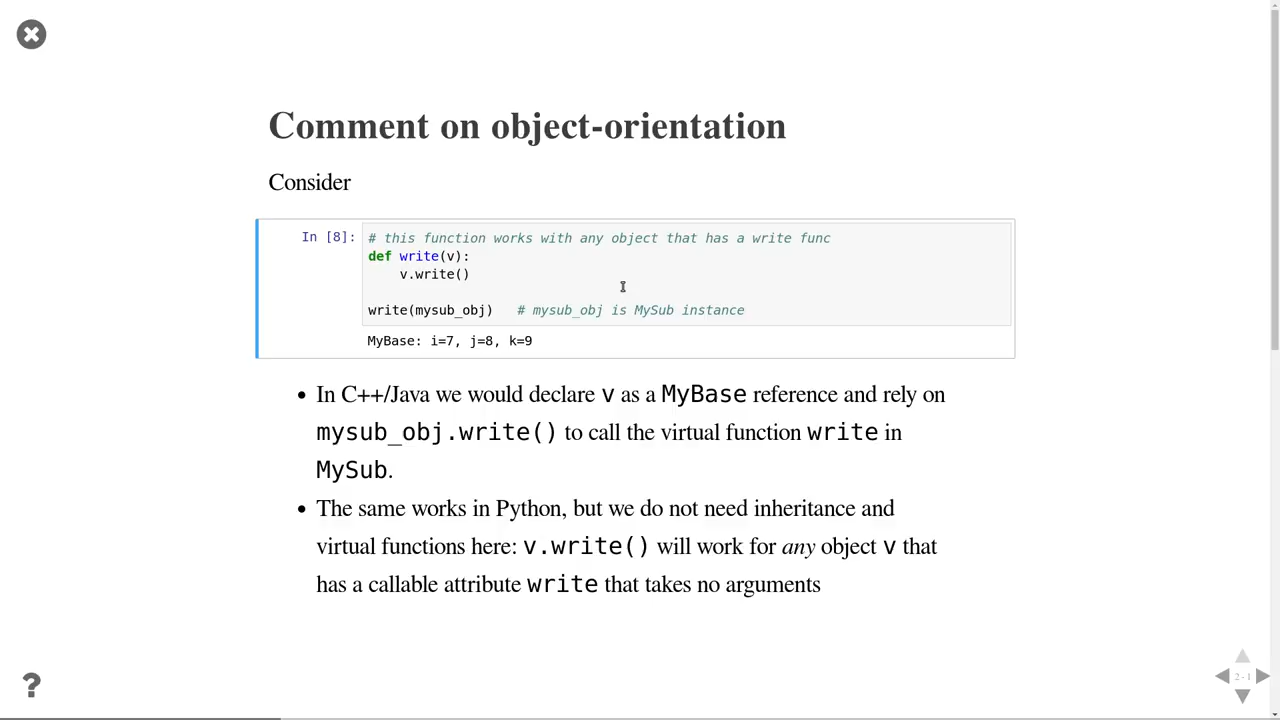 Comment on object-orientation
Consider
In [8]:
# this function works with any object that has a write func
def write(v):
    v.write()
write(mysub_obj)   # mysub_obj is MySub instance
MyBase: i=7, j=8, k=9
• In C++/Java we would declare v as a MyBase reference and rely on
mysub_obj.write() to call the virtual function write in
MySub.
• The same works in Python, but we do not need inheritance and
virtual functions here: v.write() will work for any object v that
has a callable attribute write that takes no arguments
?
2-1